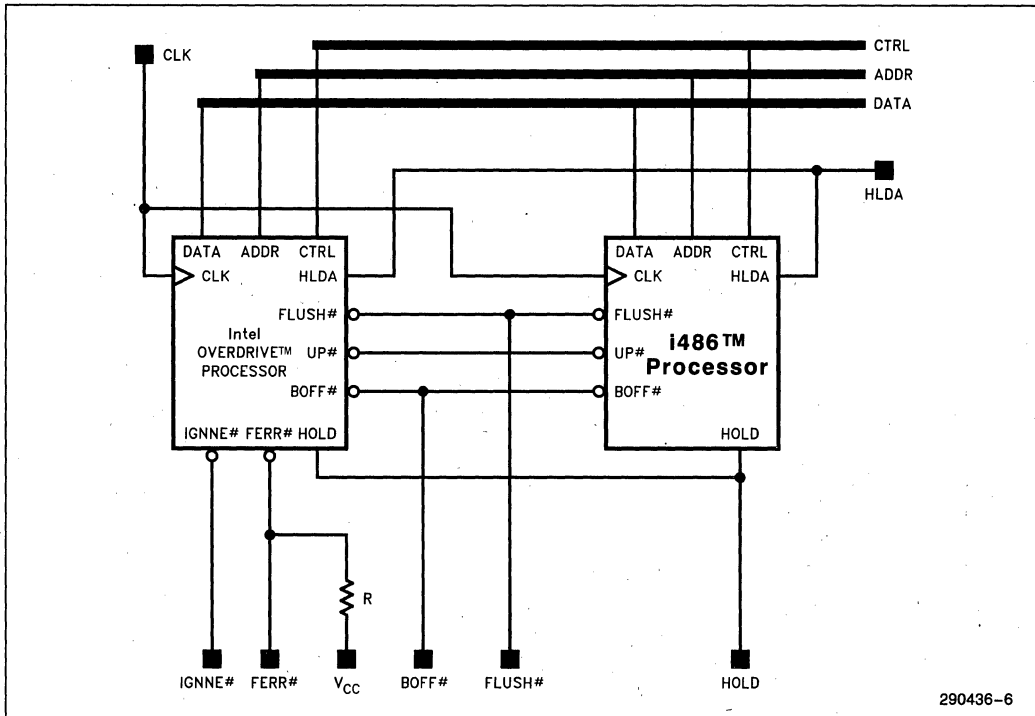 CLK
CTRL
ADDR
DATA
HLDA
DATA ADDR CTRL
CLK HLDA
FLUSH#
Intel
OVERDRIVE™
PROCESSOR
UP#
BOFF#
IGNNE# FERR# HOLD
DATA ADDR CTRL
CLK HLDA
FLUSH#
i486™
Processor
UP#
BOFF#
HOLD
R
IGNNE# FERR# VCC BOFF# FLUSH# HOLD
290436-6